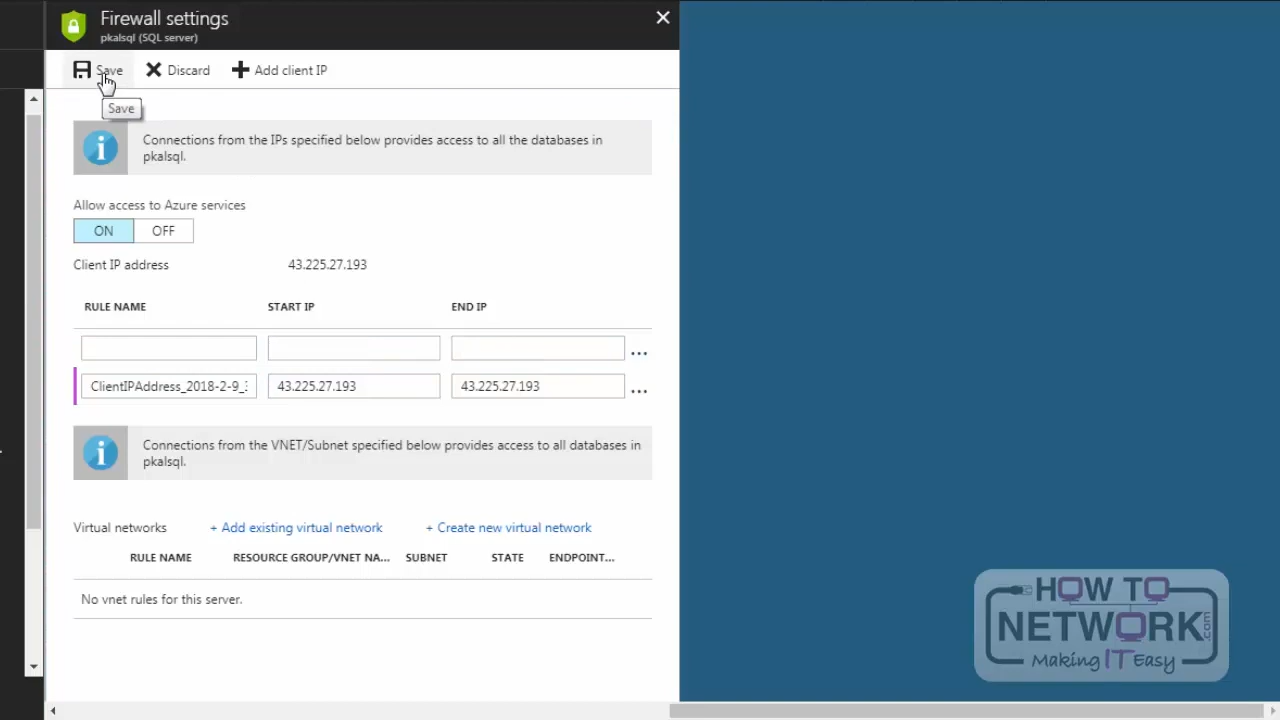 Firewall settings
pkalsql (SQL server)
Save
Discard
Add client IP
Save
Connections from the IPs specified below provides access to all the databases in
pkalsql.
Allow access to Azure services
ON OFF
Client IP address 43.225.27.193
RULE NAME START IP END IP
ClientIPAddress_2018-2-9_ 43.225.27.193 43.225.27.193
Connections from the VNET/Subnet specified below provides access to all databases in
pkalsql.
Virtual networks + Add existing virtual network + Create new virtual network
RULE NAME RESOURCE GROUP/VNET NA... SUBNET STATE ENDPOINT...
No vnet rules for this server.
HOW TO
NETWORK.com
Making IT Easy